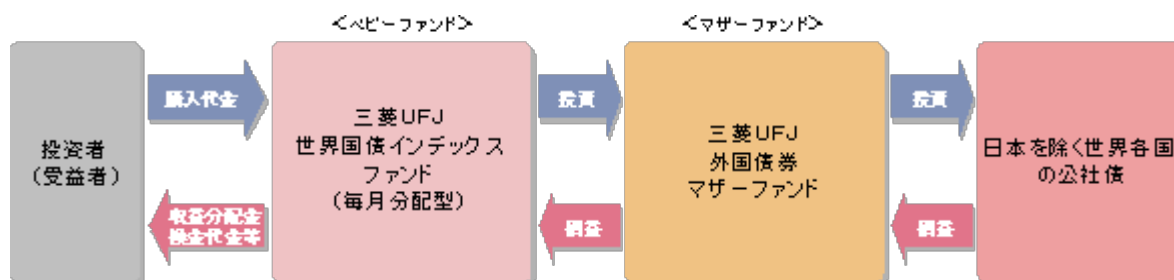 ＜ベビーファンド＞
＜マザーファンド＞
投資者
（受益者）
購入代金
収益分配金
換金代金等
三菱UFJ
世界国債インデックス
ファンド
（毎月分配型）
投資
損益
三菱UFJ
外国債券
マザーファンド
投資
損益
日本を除く世界各国
の公社債